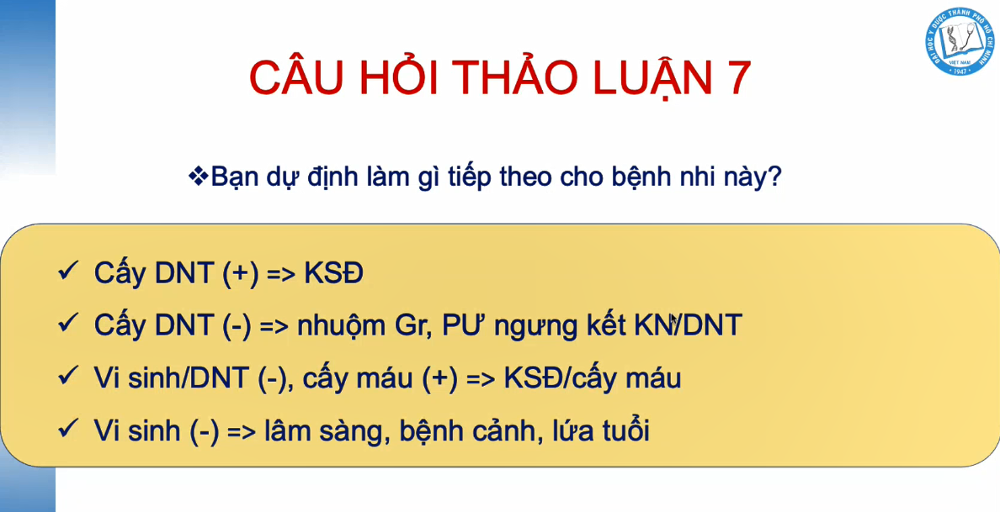 ĐẠI HỌC Y DƯỢC THÀNH PHỐ HỒ CHÍ MINH
VIỆT NAM
1947
CÂU HỎI THẢO LUẬN 7
❖Bạn dự định làm gì tiếp theo cho bệnh nhi này?
✓ Cấy DNT (+) => KSĐ
✓ Cấy DNT (-) => nhuộm Gr, PƯ ngưng kết KN/DNT
✓ Vi sinh/DNT (-), cấy máu (+) => KSĐ/cấy máu
✓ Vi sinh (-) => lâm sàng, bệnh cảnh, lứa tuổi